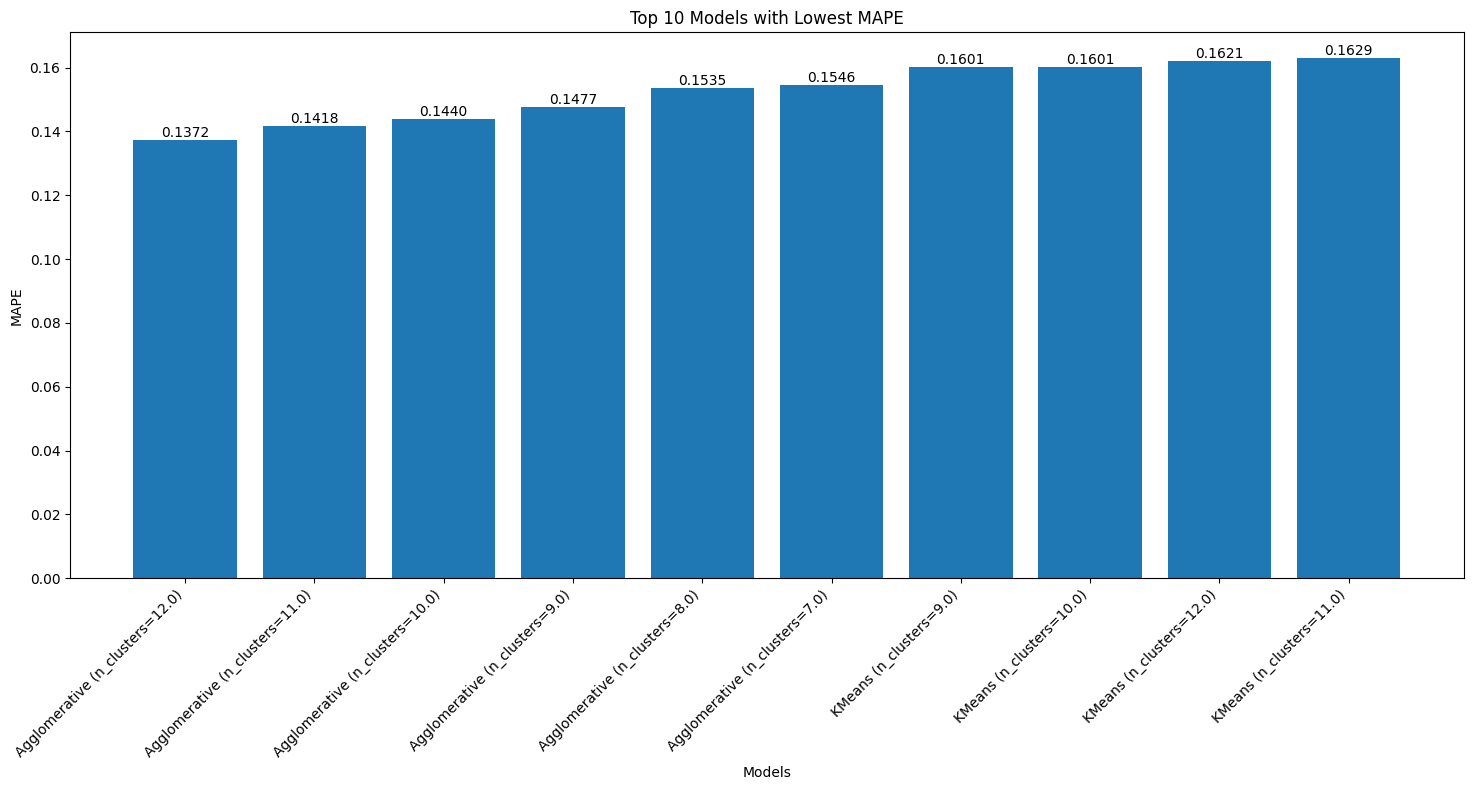 Top 10 Models with Lowest MAPE
MAPE
0.16
0.14
0.12
0.10
0.08
0.06
0.04
0.02
0.00
0.1372
0.1418
0.1440
0.1477
0.1535
0.1546
0.1601
0.1601
0.1621
0.1629
Agglomerative (n_clusters=12.0)
Agglomerative (n_clusters=11.0)
Agglomerative (n_clusters=10.0)
Agglomerative (n_clusters=9.0)
Agglomerative (n_clusters=8.0)
Agglomerative (n_clusters=7.0)
KMeans (n_clusters=9.0)
KMeans (n_clusters=10.0)
KMeans (n_clusters=12.0)
KMeans (n_clusters=11.0)
Models